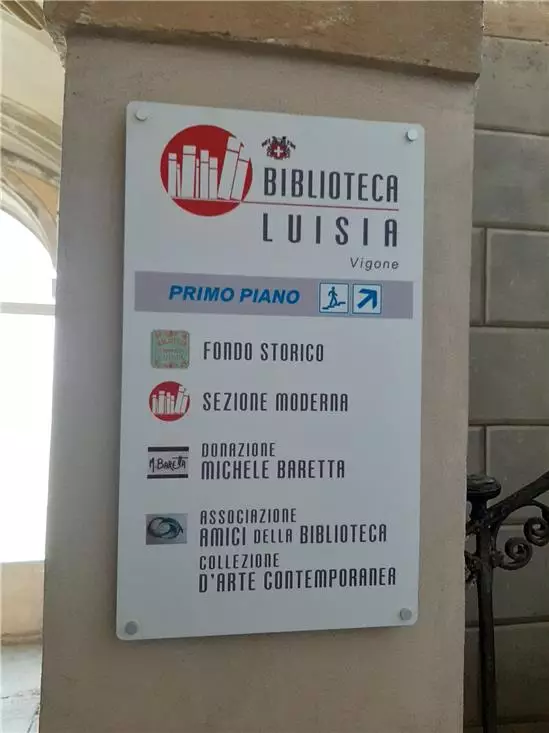 BIBLIOTECA
LUISIA
Vigone
PRIMO PIANO
FONDO STORICO
SEZIONE MODERNA
M. BAReTTA
DONAZIONE
MICHELE BARETTA
ASSOCIAZIONE
AMICI DELLA BIBLIOTECA
COLLEZIONE
D'ARTE CONTEMPORANEA